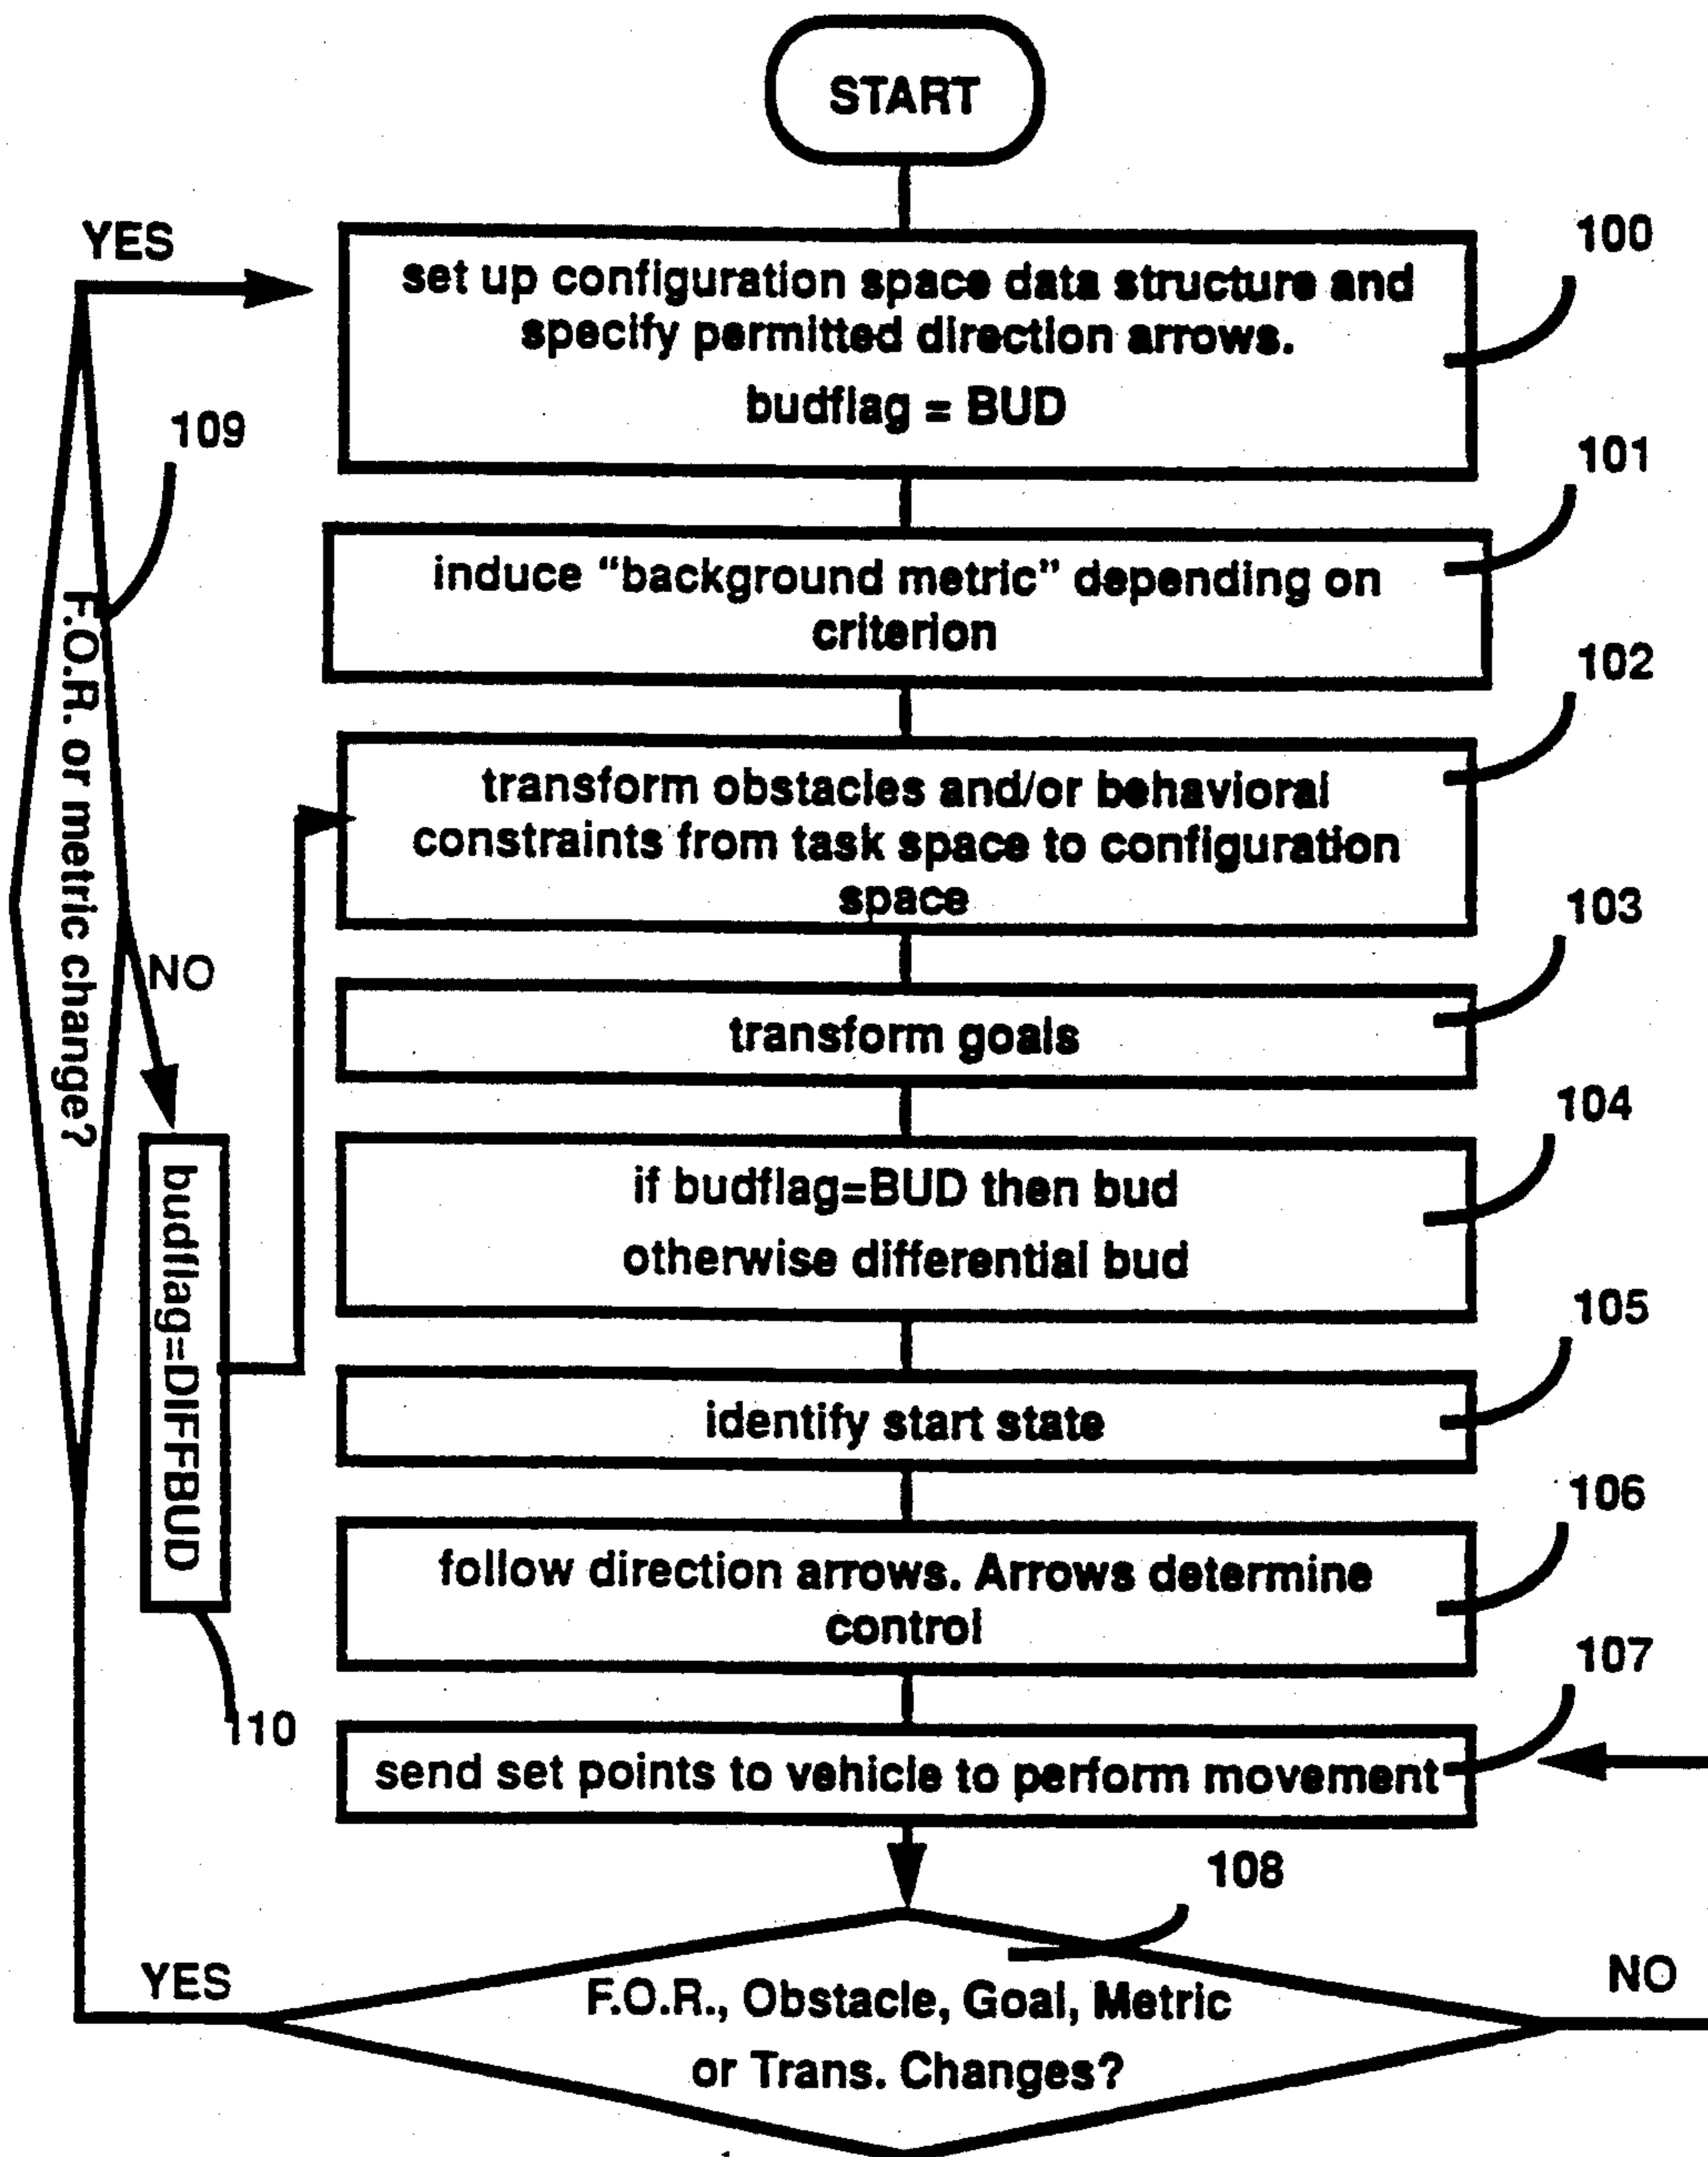 START
YES
100
set up configuration space data structure and
specify permitted direction arrows.
budflag = BUD
109
101
induce “background metric” depending on
criterion
102
F.O.R. or metric change?
transform obstacles and/or behavioral
constraints from task space to configuration
space
103
NO
transform goals
104
budflag=DIFFBUD
if budflag=BUD then bud
otherwise differential bud
105
identify start state
106
follow direction arrows. Arrows determine
control
107
110
send set points to vehicle to perform movement
108
YES
NO
F.O.R., Obstacle, Goal, Metric
or Trans. Changes?